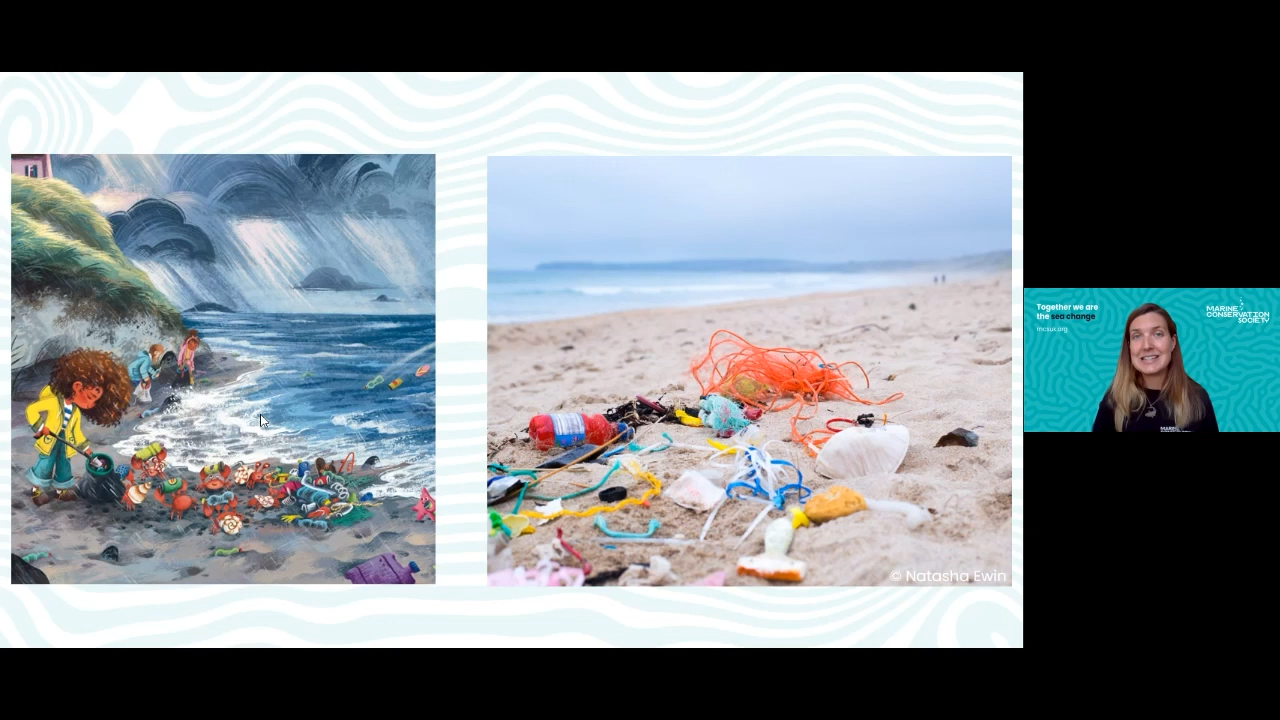 © Natasha Ewin
Together we are
the sea change
mcsuk.org
MARINE
CONSERVATION
SOCIETY